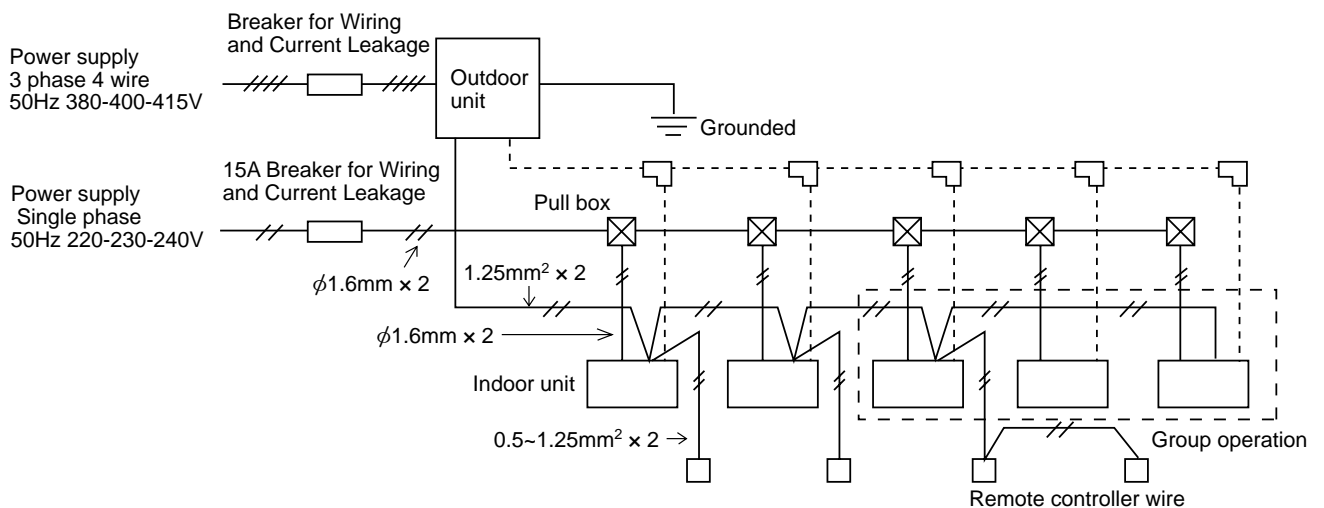 Breaker for Wiring
and Current Leakage
Power supply
3 phase 4 wire
50Hz 380-400-415V
Outdoor
unit
Grounded
15A Breaker for Wiring
and Current Leakage
Power supply
Single phase
50Hz 220-230-240V
Pull box
ϕ1.6mm × 2
1.25mm² × 2
ϕ1.6mm × 2
Indoor unit
0.5~1.25mm² × 2
Group operation
Remote controller wire